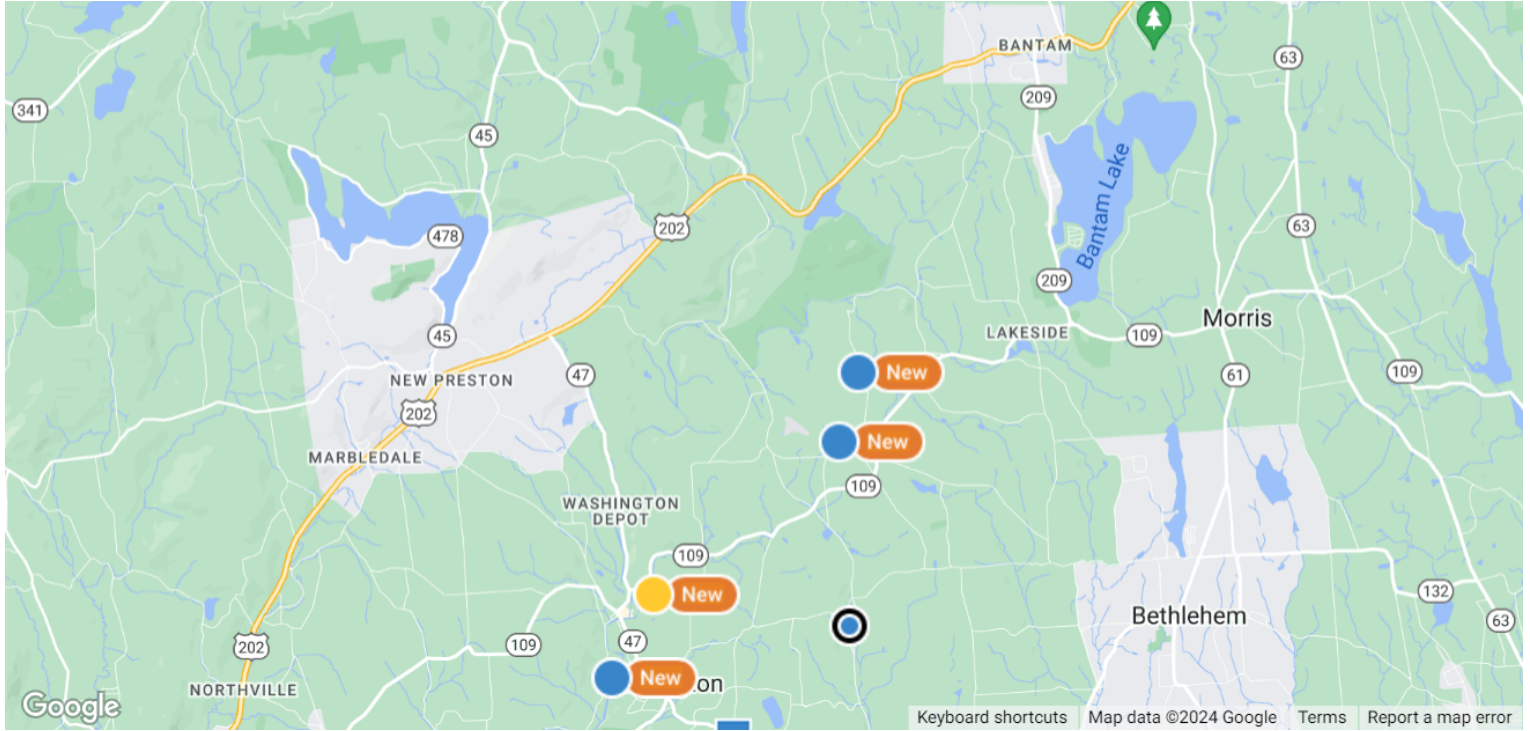 BANTAM
63
209
341
45
Bantam Lake
202
63
478
209
Morris
45
LAKESIDE
109
New
109
47
NEW PRESTON
61
202
New
MARBLEDALE
109
WASHINGTON
DEPOT
109
New
132
Bethlehem
63
109
47
202
New
on
NORTHVILLE
Google
Keyboard shortcuts
Map data ©2024 Google
Terms
Report a map error